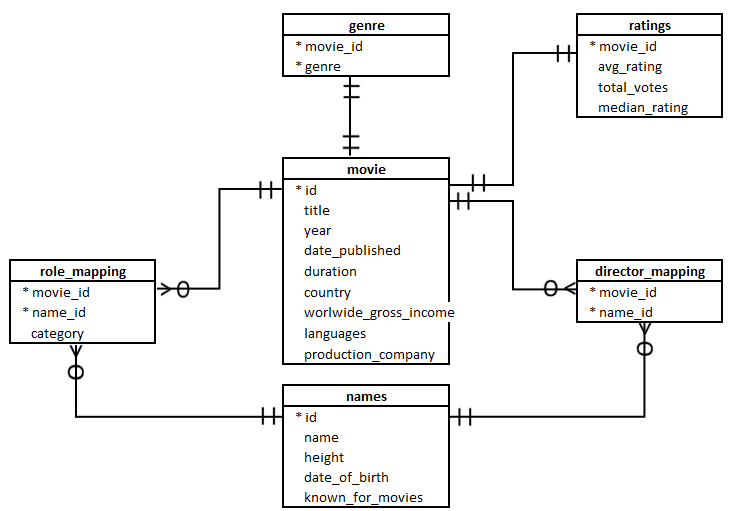 genre
* movie_id
* genre
ratings
* movie_id
avg_rating
total_votes
median_rating
movie
* id
title
year
date_published
duration
country
worlwide_gross_income
languages
production_company
role_mapping
* movie_id
* name_id
category
director_mapping
* movie_id
* name_id
names
* id
name
height
date_of_birth
known_for_movies